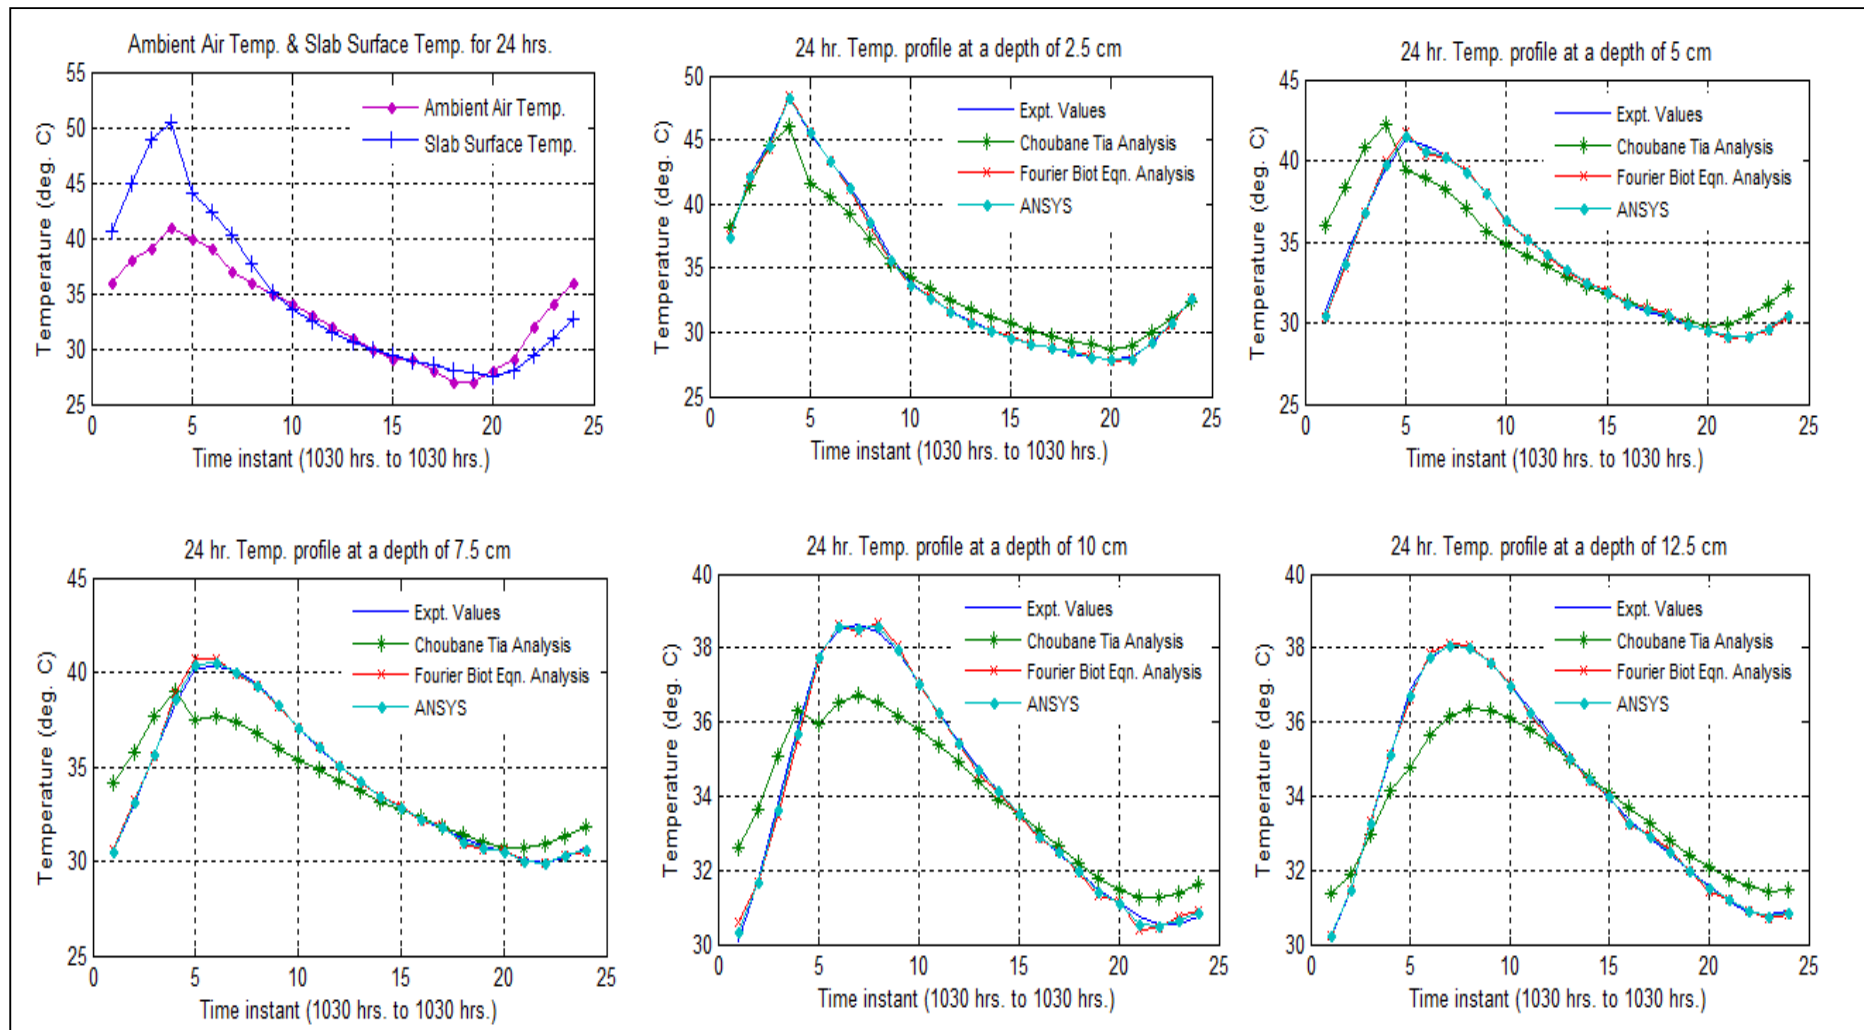 Ambient Air Temp. & Slab Surface Temp. for 24 hrs.
55
50
45
40
35
30
25
Temperature (deg. C)
Ambient Air Temp.
Slab Surface Temp.
0 5 10 15 20 25
Time instant (1030 hrs. to 1030 hrs.)
24 hr. Temp. profile at a depth of 2.5 cm
50
45
40
35
30
25
Temperature (deg. C)
Expt. Values
Choubane Tia Analysis
Fourier Biot Eqn. Analysis
ANSYS
0 5 10 15 20 25
Time instant (1030 hrs. to 1030 hrs.)
24 hr. Temp. profile at a depth of 5 cm
45
40
35
30
25
Temperature (deg. C)
Expt. Values
Choubane Tia Analysis
Fourier Biot Eqn. Analysis
ANSYS
0 5 10 15 20 25
Time instant (1030 hrs. to 1030 hrs.)
24 hr. Temp. profile at a depth of 7.5 cm
45
40
35
30
25
Temperature (deg. C)
Expt. Values
Choubane Tia Analysis
Fourier Biot Eqn. Analysis
ANSYS
0 5 10 15 20 25
Time instant (1030 hrs. to 1030 hrs.)
24 hr. Temp. profile at a depth of 10 cm
40
38
36
34
32
30
Temperature (deg. C)
Expt. Values
Choubane Tia Analysis
Fourier Biot Eqn. Analysis
ANSYS
0 5 10 15 20 25
Time instant (1030 hrs. to 1030 hrs.)
24 hr. Temp. profile at a depth of 12.5 cm
40
38
36
34
32
30
Temperature (deg. C)
Expt. Values
Choubane Tia Analysis
Fourier Biot Eqn. Analysis
ANSYS
0 5 10 15 20 25
Time instant (1030 hrs. to 1030 hrs.)